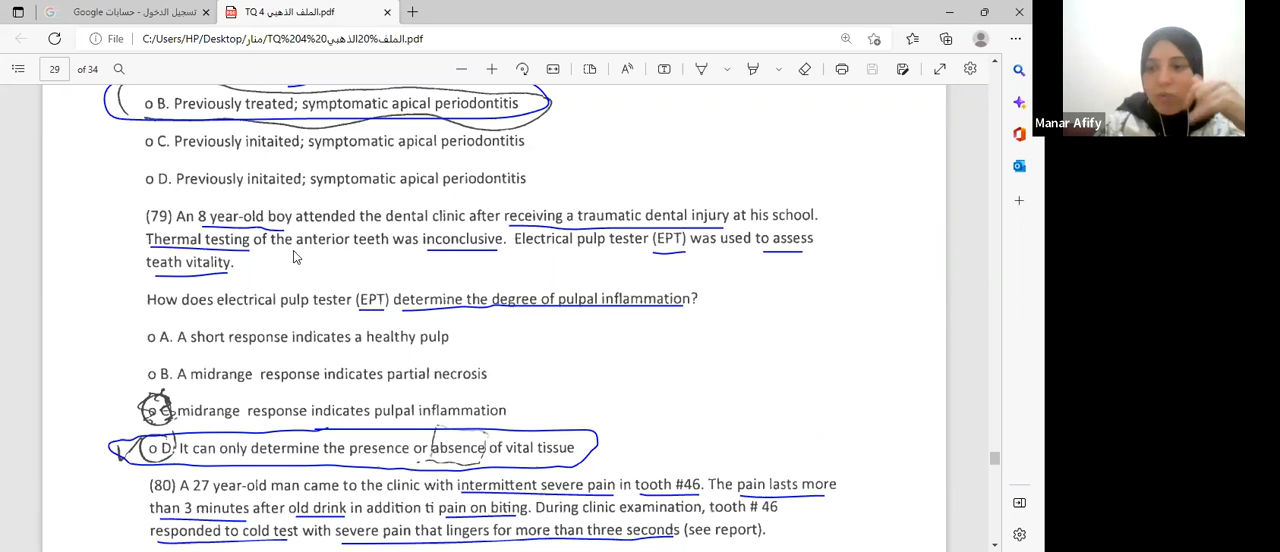 تسجيل الدخول - حسابات Google
TQ 4 الملف الذهبي.pdf
File
C:/Users/HP/Desktop/منار/TQ%204%20الملف%20الذهبي.pdf
29 of 34
o B. Previously treated; symptomatic apical periodontitis
o C. Previously initaited; symptomatic apical periodontitis
o D. Previously initaited; symptomatic apical periodontitis
(79) An 8 year-old boy attended the dental clinic after receiving a traumatic dental injury at his school.
Thermal testing of the anterior teeth was inconclusive. Electrical pulp tester (EPT) was used to assess
teath vitality.
How does electrical pulp tester (EPT) determine the degree of pulpal inflammation?
o A. A short response indicates a healthy pulp
o B. A midrange response indicates partial necrosis
o C. midrange response indicates pulpal inflammation
o D. It can only determine the presence or absence of vital tissue
(80) A 27 year-old man came to the clinic with intermittent severe pain in tooth #46. The pain lasts more
than 3 minutes after old drink in addition ti pain on biting. During clinic examination, tooth # 46
responded to cold test with severe pain that lingers for more than three seconds (see report).
Manar Afify